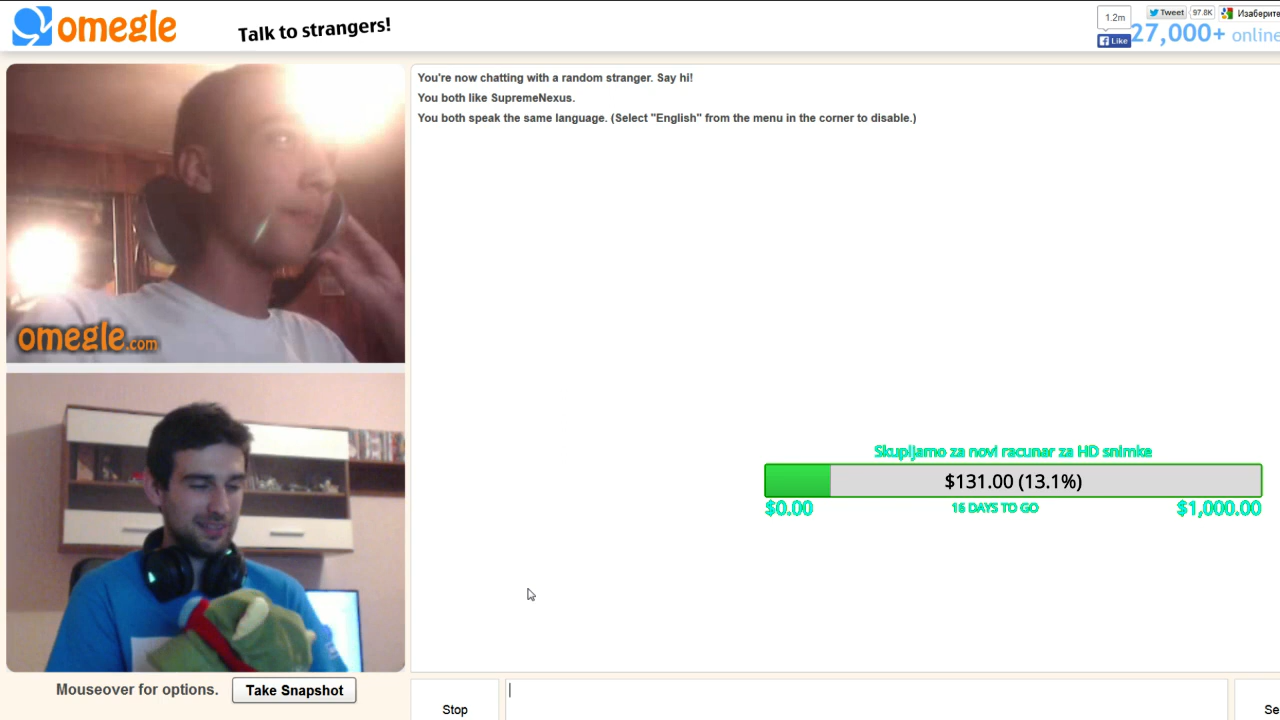 omegle
Talk to strangers!
1.2m
Like
Tweet
97.8K
Изаберите
27,000+ online
You're now chatting with a random stranger. Say hi!
You both like SupremeNexus.
You both speak the same language. (Select "English" from the menu in the corner to disable.)
omegle.com
Skupljamo za novi racunar za HD snimke
$131.00 (13.1%)
$0.00
16 DAYS TO GO
$1,000.00
Mouseover for options.
Take Snapshot
Stop
Se